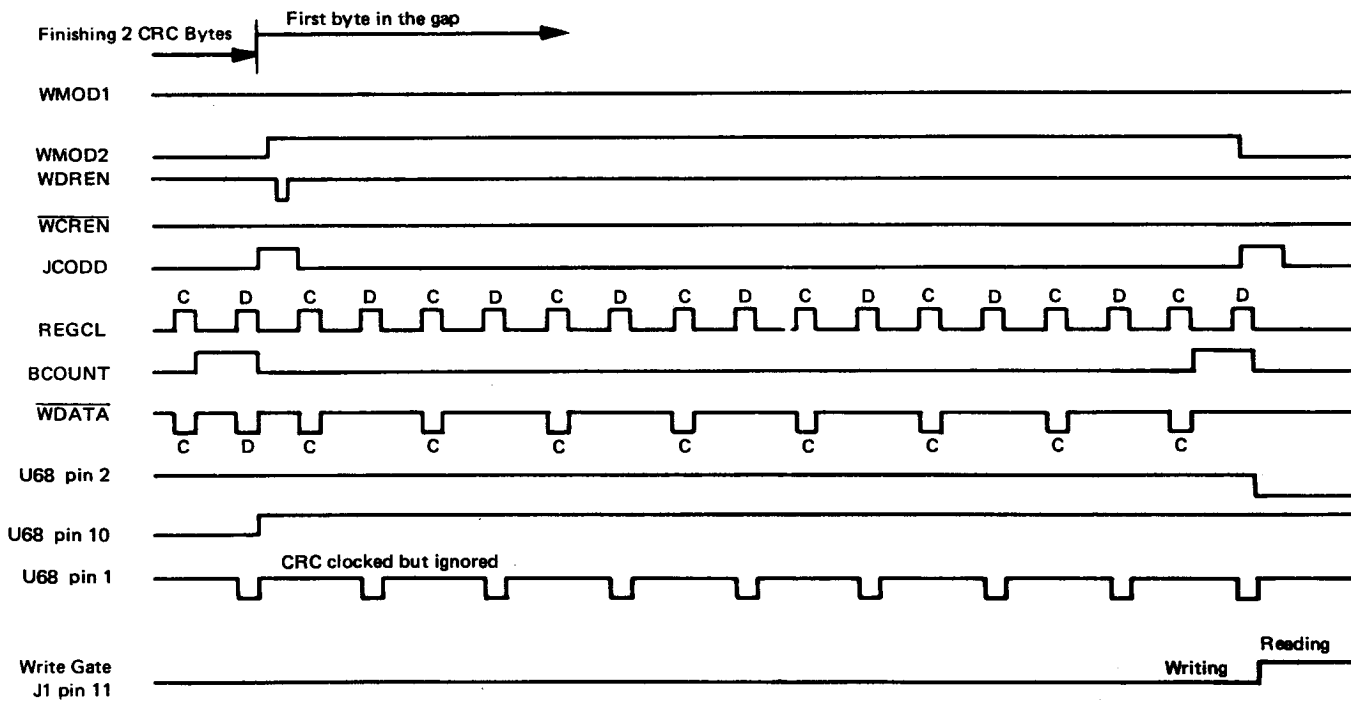 First byte in the gap
Finishing 2 CRC Bytes
WMOD1
WMOD2
WDREN
WCREN
JCODD
C D C D C D C D C D C D C D C D C D
REGCL
BCOUNT
WDATA
C D C C C C C C C C
U68 pin 2
U68 pin 10
CRC clocked but ignored
U68 pin 1
Reading
Write Gate
Writing
J1 pin 11